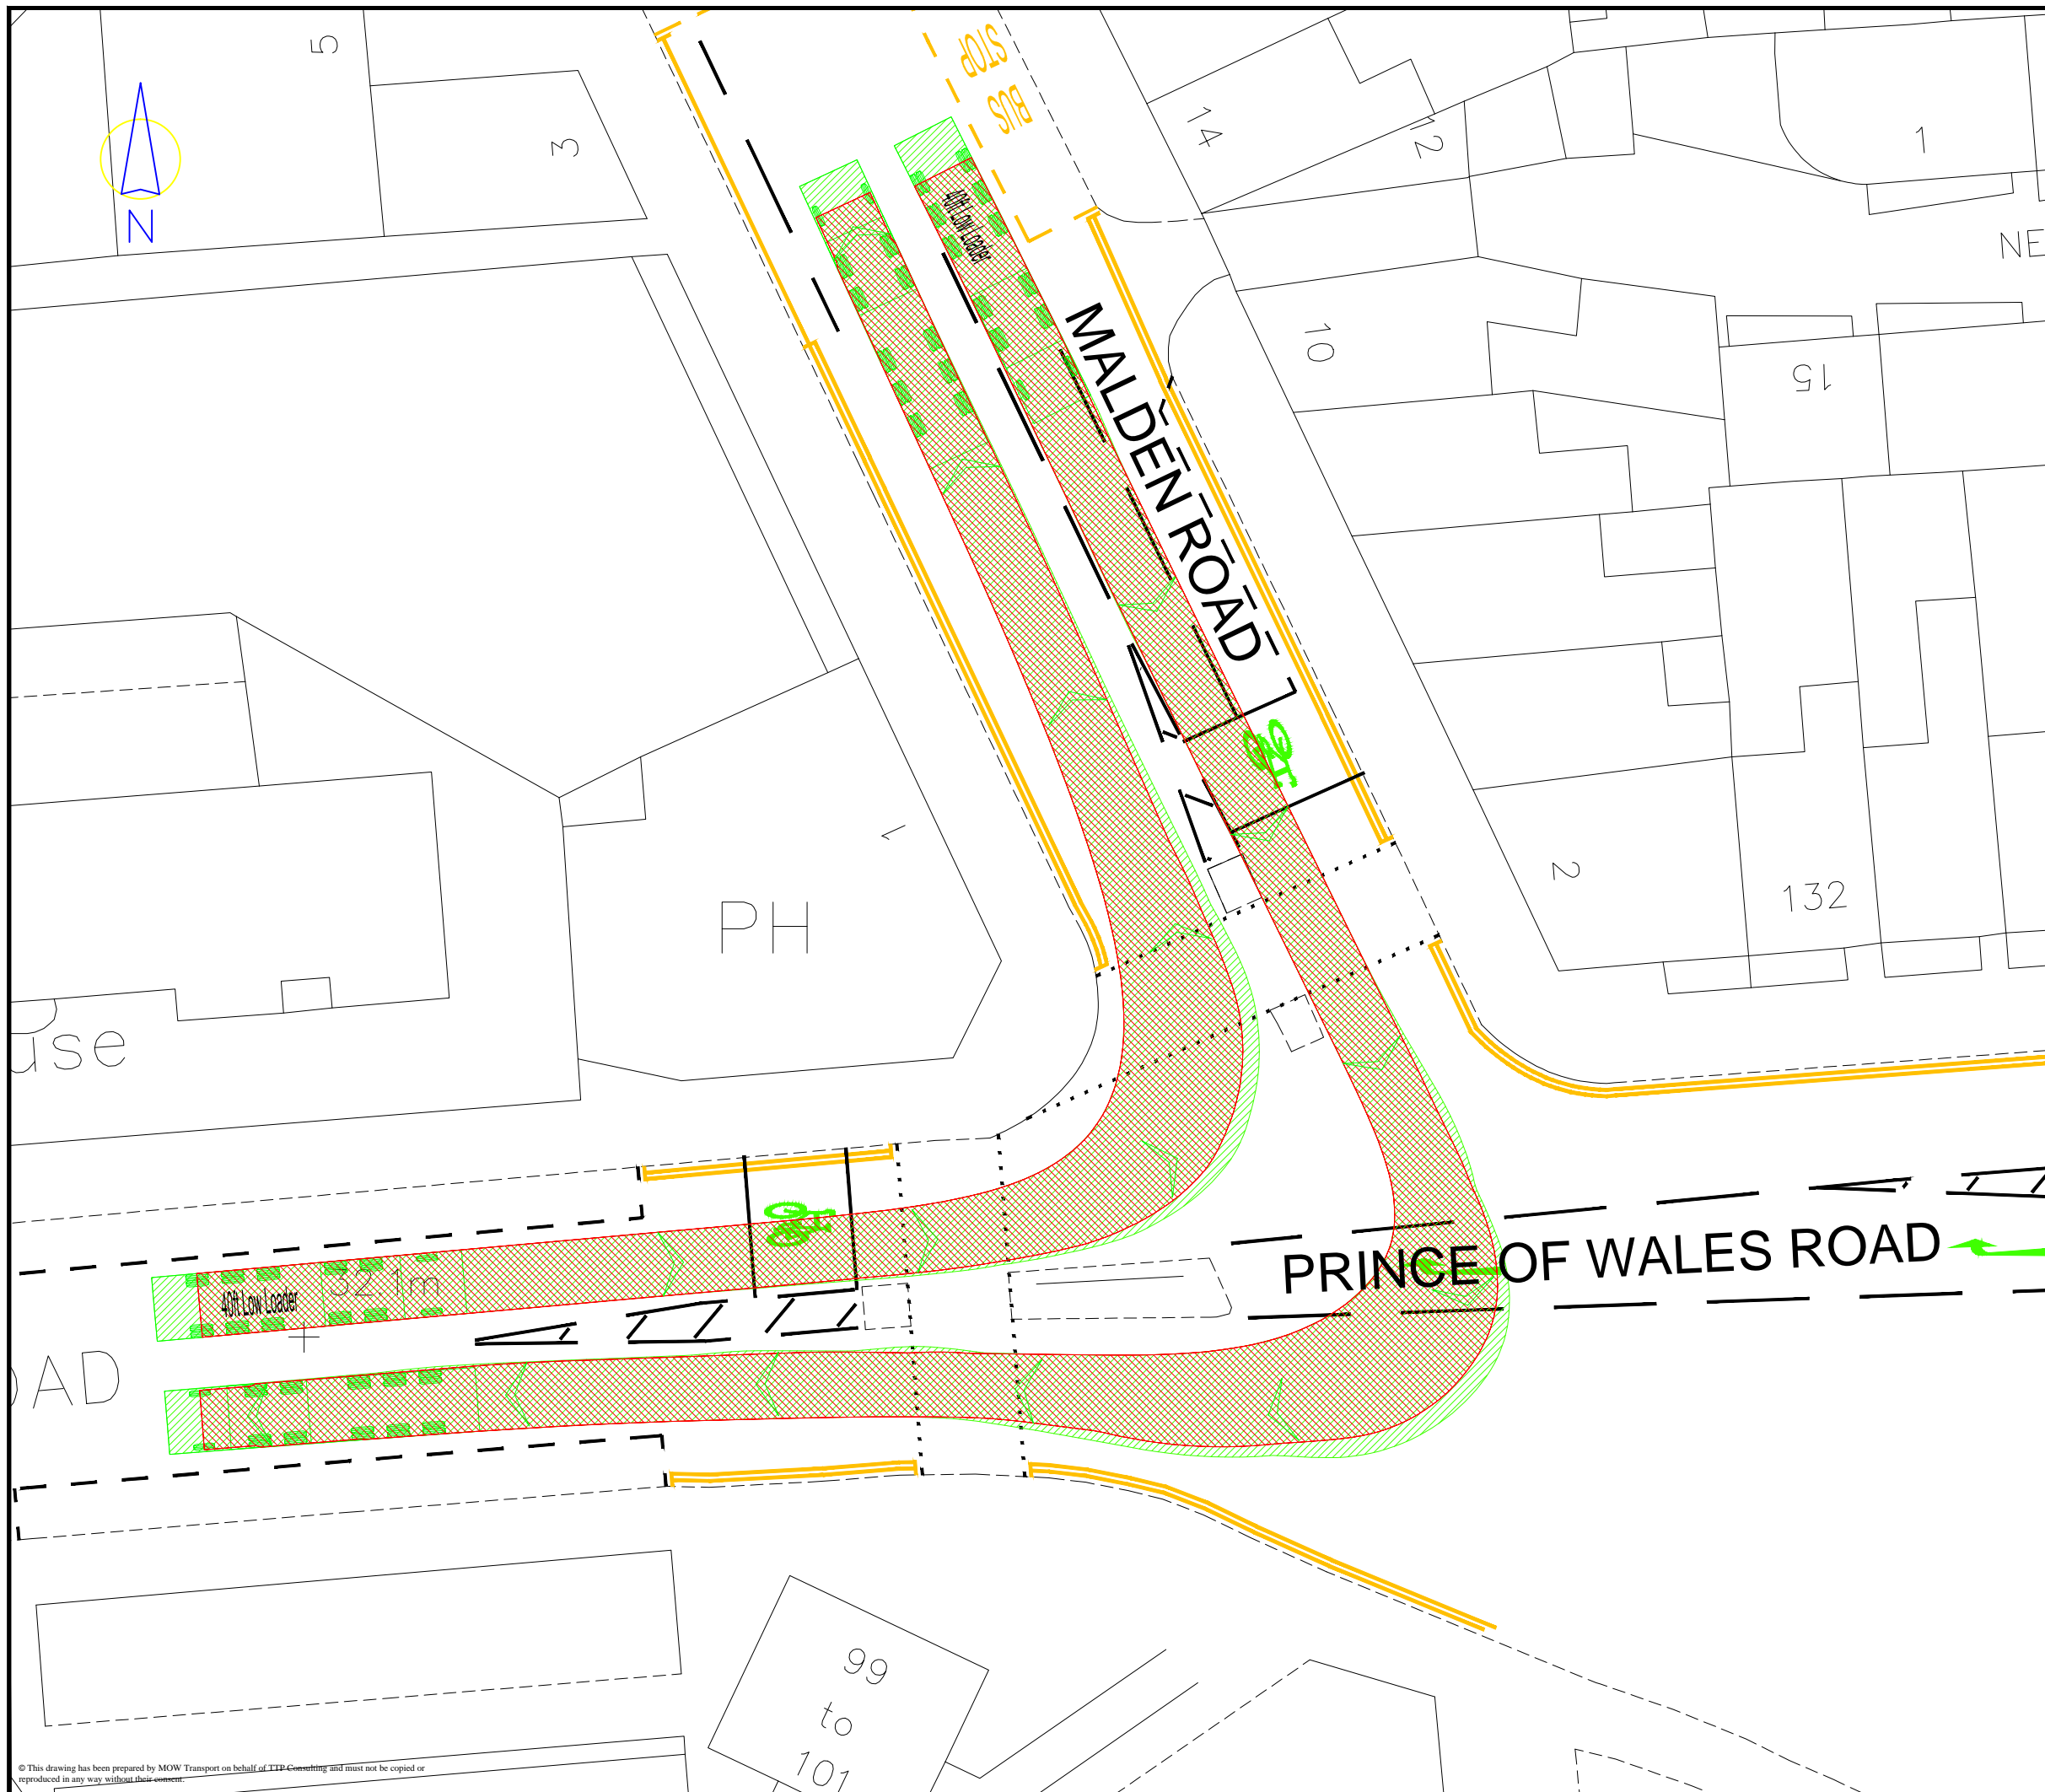 5
3
N
STOP
BUS
14
12
1
NE
10
15
40ft Low Loader
MALDEN ROAD
1
PH
2
132
use
PRINCE OF WALES ROAD
32.1m
40ft Low Loader
OAD
99
to
101
© This drawing has been prepared by MOW Transport on behalf of TTP Consulting and must not be copied or
reproduced in any way without their consent.